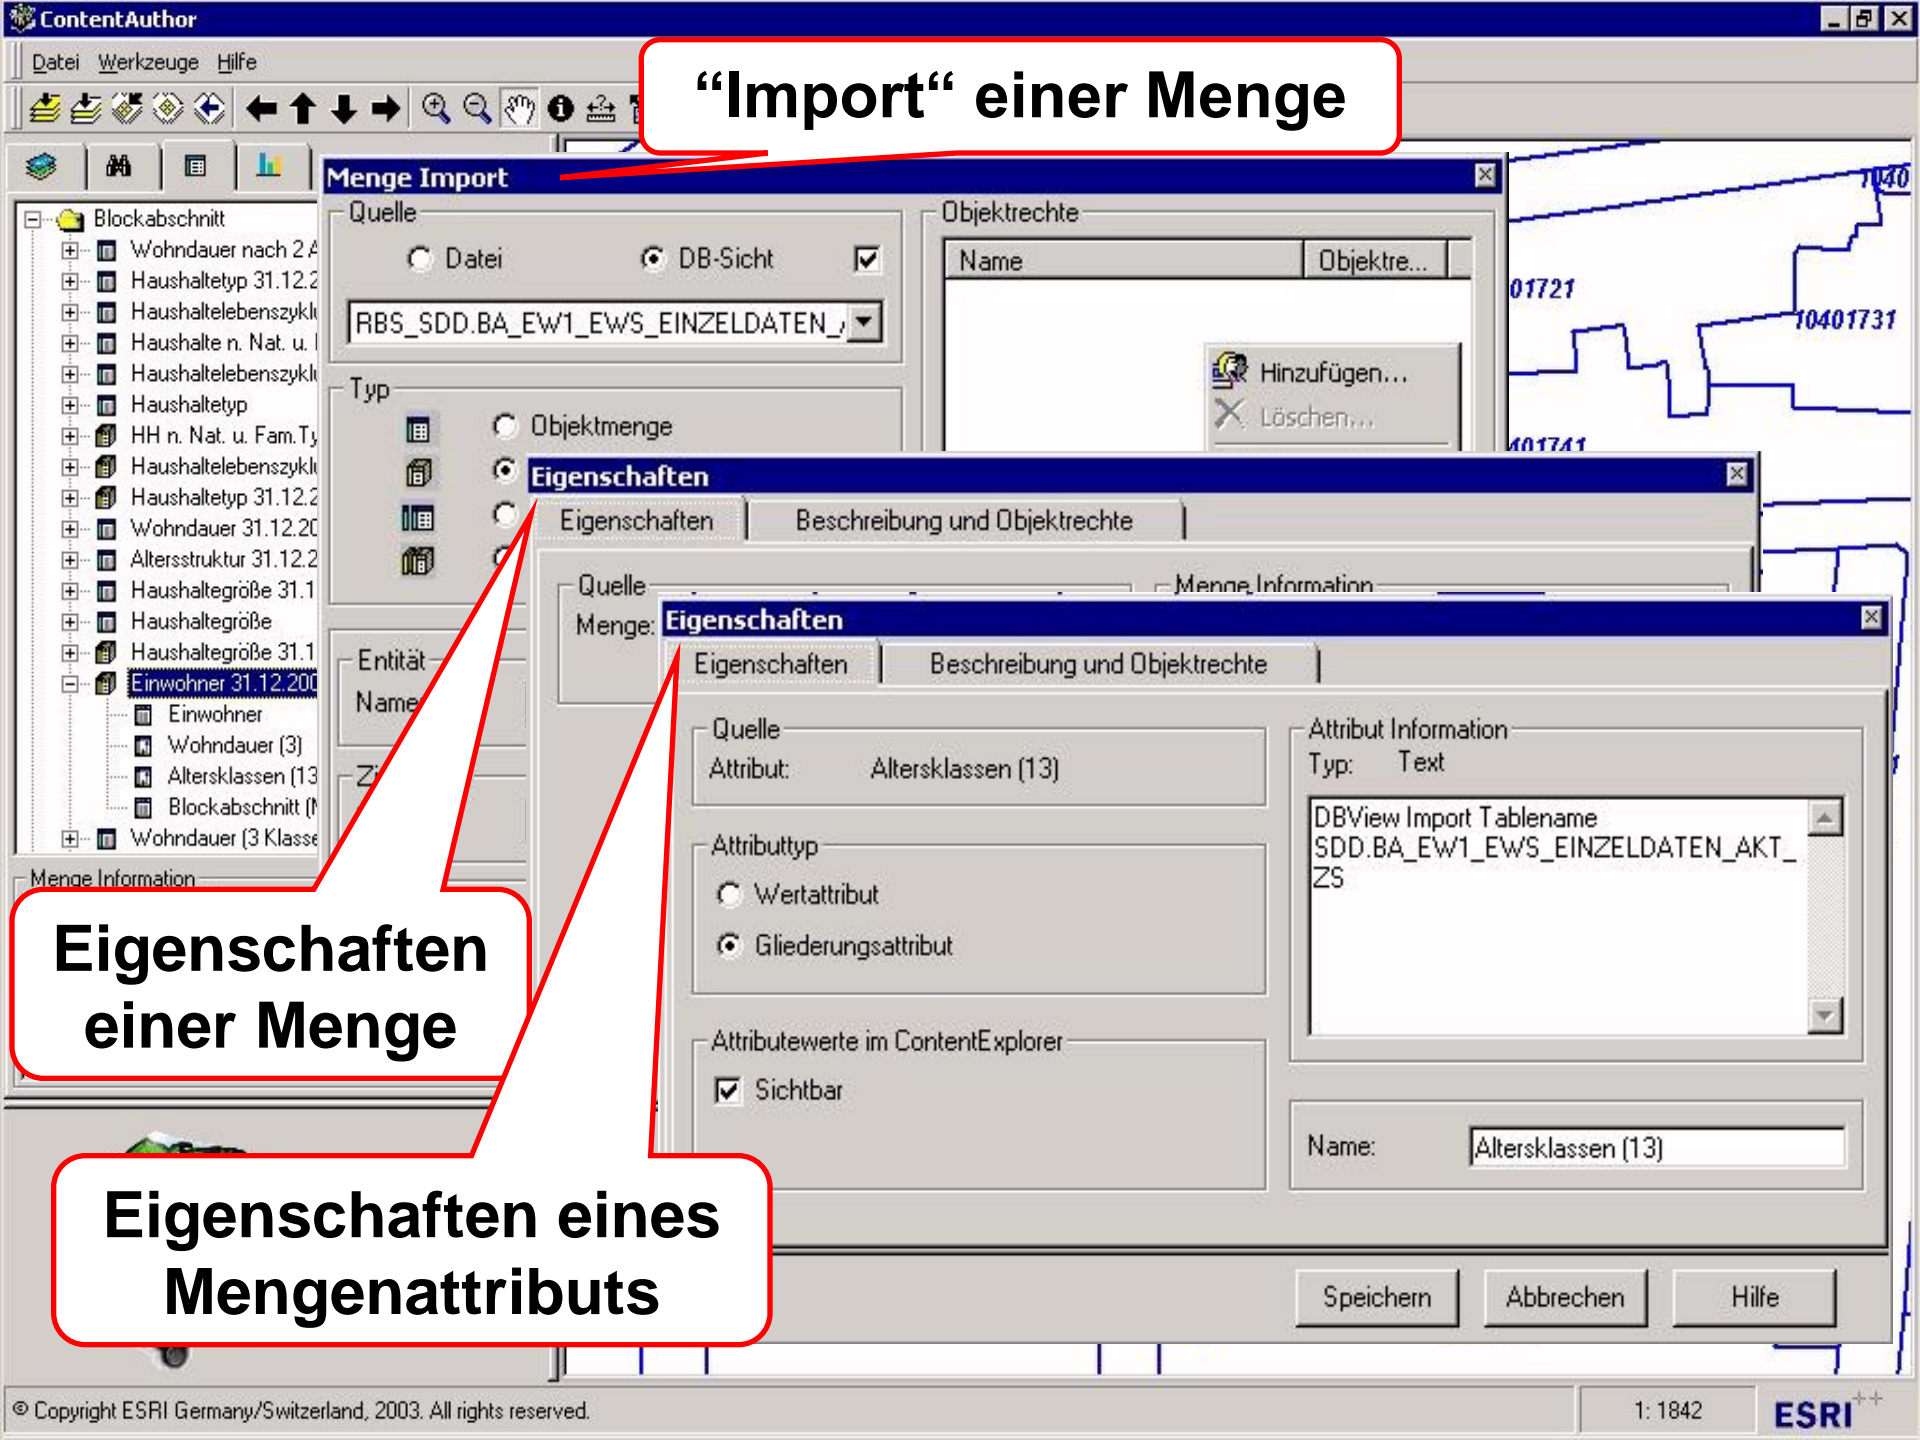 ContentAuthor
Datei Werkzeuge Hilfe
“Import“ einer Menge
Menge Import
Quelle
Datei
DB-Sicht
RBS_SDD.BA_EW1_EWS_EINZELDATEN_
Typ
Objektmenge
Objektrechte
Name
Objektre...
Hinzufügen...
Löschen...
Entität
Name
Blockabschnitt
Wohndauer nach 2
Haushaltetyp 31.12.2
Haushaltelebenszykl
Haushalte n. Nat. u.
Haushaltelebenszykl
Haushaltetyp
HH n. Nat. u. Fam.Ty
Haushaltelebenszykl
Haushaltetyp 31.12.2
Wohndauer 31.12.20
Altersstruktur 31.12.2
Haushaltegröße 31.1
Haushaltegröße
Haushaltegröße 31.1
Einwohner 31.12.200
Einwohner
Wohndauer (3)
Altersklassen (13
Blockabschnitt
Wohndauer (3 Klasse
Menge Information
1040
01721
10401731
401741
Eigenschaften
Eigenschaften
Beschreibung und Objektrechte
Quelle
Menge:
Menge Information
Eigenschaften
Eigenschaften
Beschreibung und Objektrechte
Quelle
Attribut: Altersklassen (13)
Attributtyp
Wertattribut
Gliederungsattribut
Attributewerte im ContentExplorer
Sichtbar
Attribut Information
Typ: Text
DBView Import Tablename
SDD.BA_EW1_EWS_EINZELDATEN_AKT_
ZS
Name: Altersklassen (13)
Speichern
Abbrechen
Hilfe
Eigenschaften
einer Menge
Eigenschaften eines
Mengenattributs
© Copyright ESRI Germany/Switzerland, 2003. All rights reserved.
1: 1842
ESRI++